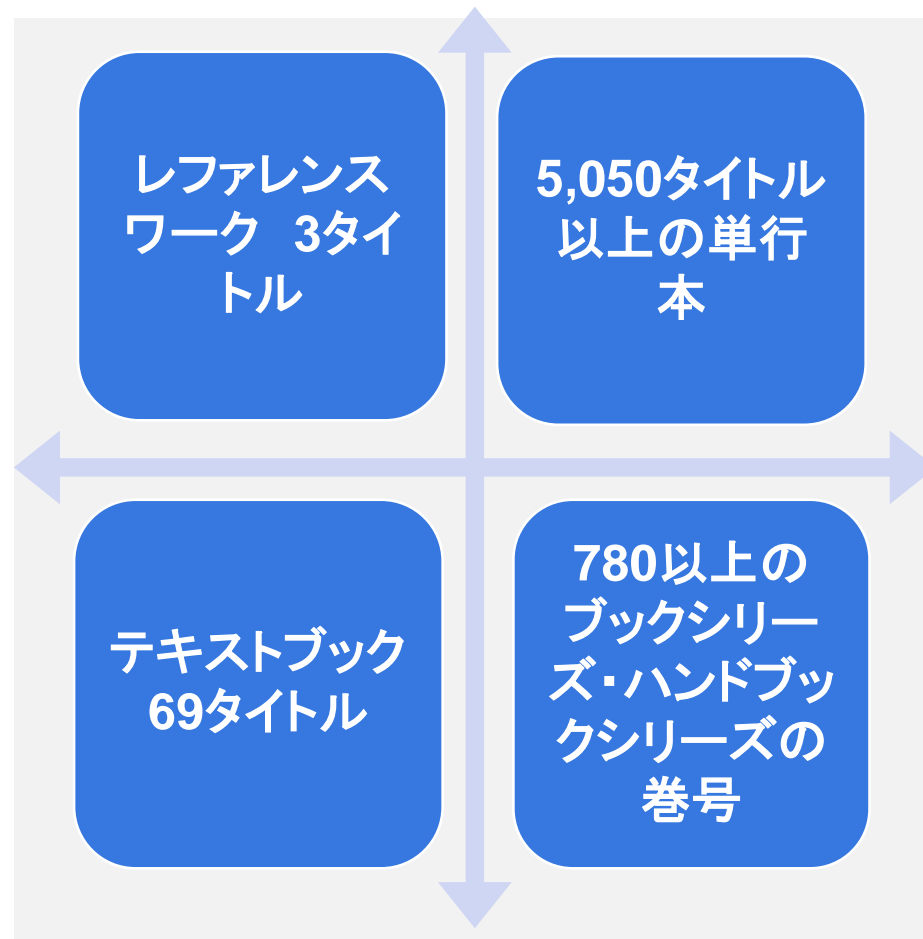 レファレンス
ワーク　3タイ
トル
5,050タイトル
以上の単行
本
テキストブック
69タイトル
780以上の
ブックシリー
ズ・ハンドブッ
クシリーズの
巻号